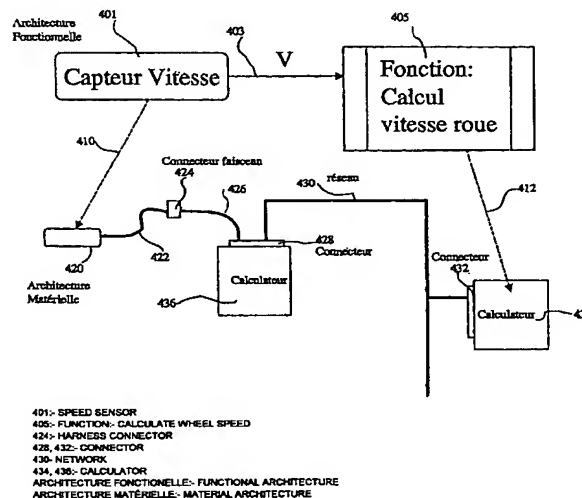 Architecture
Fonctionnelle
401
403
405
Capteur Vitesse
V
Fonction:
Calcul
vitesse roue
410
Connecteur faisceau
424
426
430
réseau
412
420
422
428
Connecteur
Connecteur
432
Architecture
Matérielle
436
Calculateur
Calculateur
401:- SPEED SENSOR
405:- FUNCTION:- CALCULATE WHEEL SPEED
424:- HARNESS CONNECTOR
428, 432:- CONNECTOR
430- NETWORK
434, 436:- CALCULATOR
ARCHITECTURE FONCTIONELLE:- FUNCTIONAL ARCHITECTURE
ARCHITECTURE MATÉRIELLE:- MATERIAL ARCHITECTURE